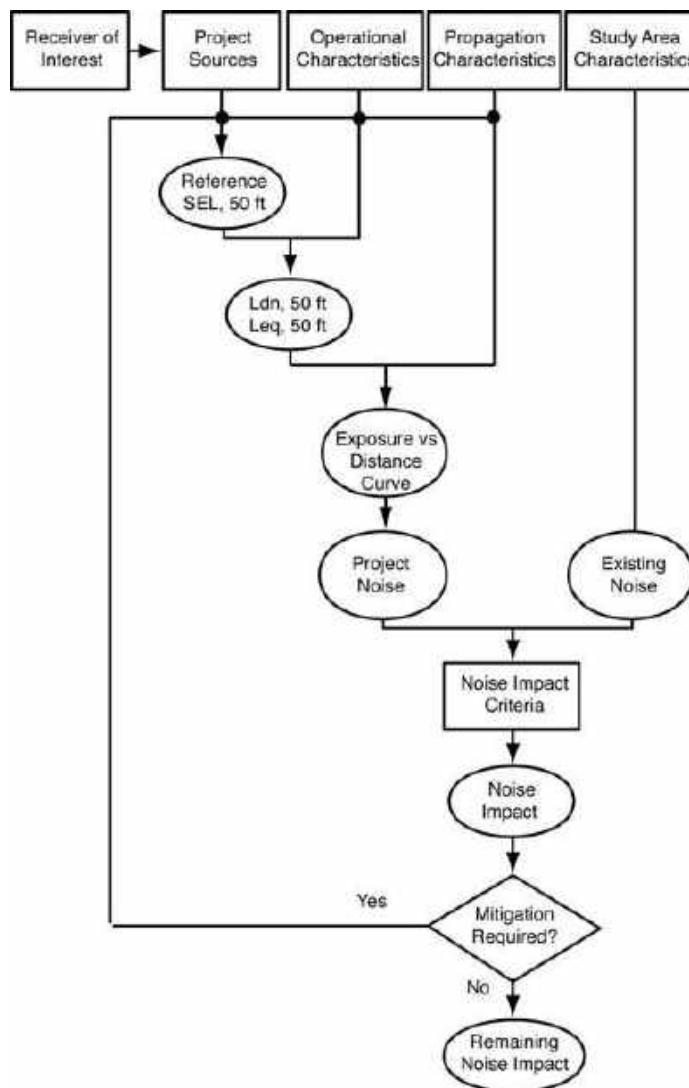 Receiver of
Interest
Project
Sources
Operational
Characteristics
Propagation
Characteristics
Study Area
Characteristics
Reference
SEL, 50 ft
Ldn, 50 ft
Leq, 50 ft
Exposure vs
Distance
Curve
Project
Noise
Existing
Noise
Noise Impact
Criteria
Noise
Impact
Yes
Mitigation
Required?
No
Remaining
Noise Impact